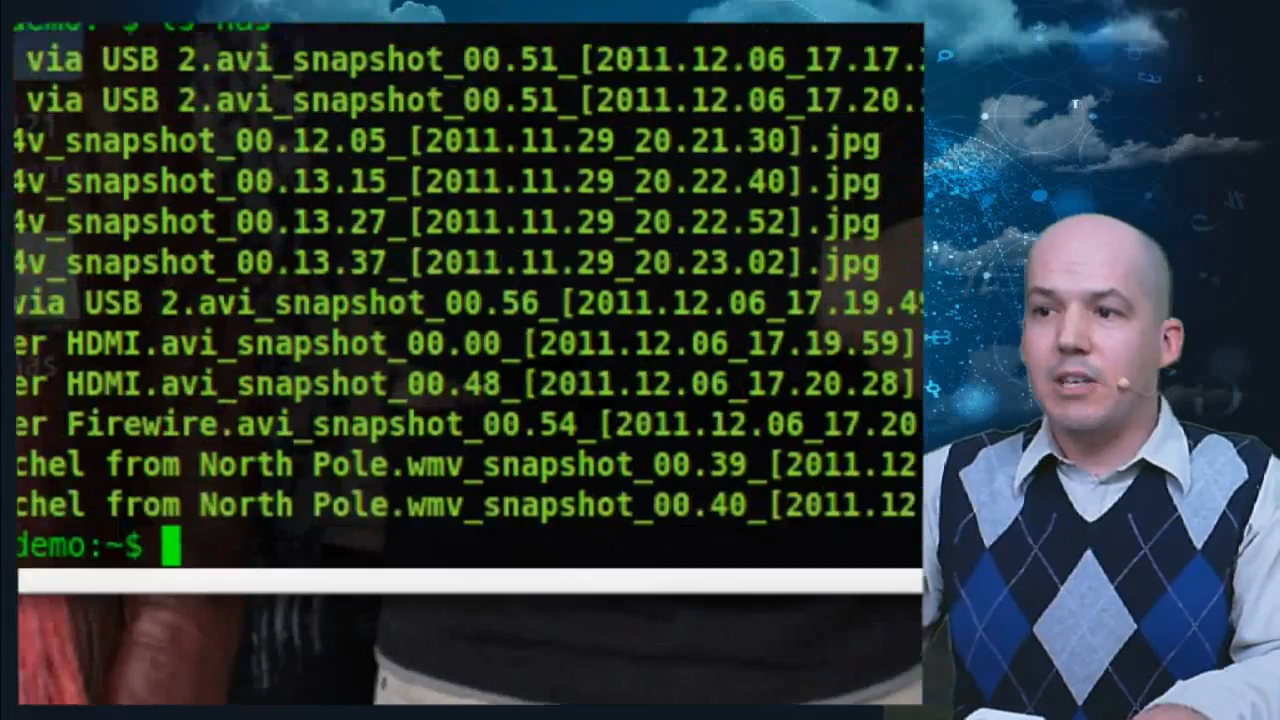 demo:~$ ls nas
via USB 2.avi_snapshot_00.51_[2011.12.06_17.17.
via USB 2.avi_snapshot_00.51_[2011.12.06_17.20.
4v_snapshot_00.12.05_[2011.11.29_20.21.30].jpg
4v_snapshot_00.13.15_[2011.11.29_20.22.40].jpg
4v_snapshot_00.13.27_[2011.11.29_20.22.52].jpg
4v_snapshot_00.13.37_[2011.11.29_20.23.02].jpg
via USB 2.avi_snapshot_00.56_[2011.12.06_17.19.4
er HDMI.avi_snapshot_00.00_[2011.12.06_17.19.59]
er HDMI.avi_snapshot_00.48_[2011.12.06_17.20.28]
er Firewire.avi_snapshot_00.54_[2011.12.06_17.20
chel from North Pole.wmv_snapshot_00.39_[2011.12
chel from North Pole.wmv_snapshot_00.40_[2011.12
demo:~$